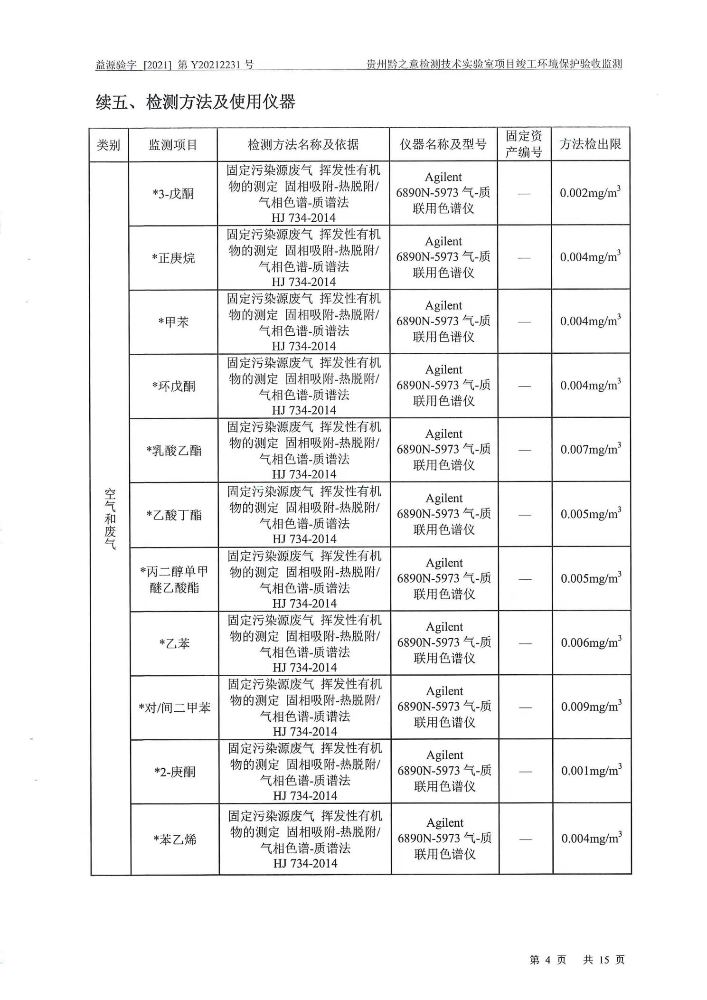 益源验字 [2021] 第 Y20212231 号
贵州黔之意检测技术实验室项目竣工环境保护验收监测
续五、检测方法及使用仪器
类别
监测项目
检测方法名称及依据
仪器名称及型号
固定资
产编号
方法检出限
空气和废气
*3-戊酮
固定污染源废气 挥发性有机
物的测定 固相吸附-热脱附/
气相色谱-质谱法
HJ 734-2014
Agilent
6890N-5973 气-质
联用色谱仪
—
0.002mg/m³
*正庚烷
固定污染源废气 挥发性有机
物的测定 固相吸附-热脱附/
气相色谱-质谱法
HJ 734-2014
Agilent
6890N-5973 气-质
联用色谱仪
—
0.004mg/m³
*甲苯
固定污染源废气 挥发性有机
物的测定 固相吸附-热脱附/
气相色谱-质谱法
HJ 734-2014
Agilent
6890N-5973 气-质
联用色谱仪
—
0.004mg/m³
*环戊酮
固定污染源废气 挥发性有机
物的测定 固相吸附-热脱附/
气相色谱-质谱法
HJ 734-2014
Agilent
6890N-5973 气-质
联用色谱仪
—
0.004mg/m³
*乳酸乙酯
固定污染源废气 挥发性有机
物的测定 固相吸附-热脱附/
气相色谱-质谱法
HJ 734-2014
Agilent
6890N-5973 气-质
联用色谱仪
—
0.007mg/m³
*乙酸丁酯
固定污染源废气 挥发性有机
物的测定 固相吸附-热脱附/
气相色谱-质谱法
HJ 734-2014
Agilent
6890N-5973 气-质
联用色谱仪
—
0.005mg/m³
*丙二醇单甲
醚乙酸酯
固定污染源废气 挥发性有机
物的测定 固相吸附-热脱附/
气相色谱-质谱法
HJ 734-2014
Agilent
6890N-5973 气-质
联用色谱仪
—
0.005mg/m³
*乙苯
固定污染源废气 挥发性有机
物的测定 固相吸附-热脱附/
气相色谱-质谱法
HJ 734-2014
Agilent
6890N-5973 气-质
联用色谱仪
—
0.006mg/m³
*对/间二甲苯
固定污染源废气 挥发性有机
物的测定 固相吸附-热脱附/
气相色谱-质谱法
HJ 734-2014
Agilent
6890N-5973 气-质
联用色谱仪
—
0.009mg/m³
*2-庚酮
固定污染源废气 挥发性有机
物的测定 固相吸附-热脱附/
气相色谱-质谱法
HJ 734-2014
Agilent
6890N-5973 气-质
联用色谱仪
—
0.001mg/m³
*苯乙烯
固定污染源废气 挥发性有机
物的测定 固相吸附-热脱附/
气相色谱-质谱法
HJ 734-2014
Agilent
6890N-5973 气-质
联用色谱仪
—
0.004mg/m³
第 4 页 共 15 页